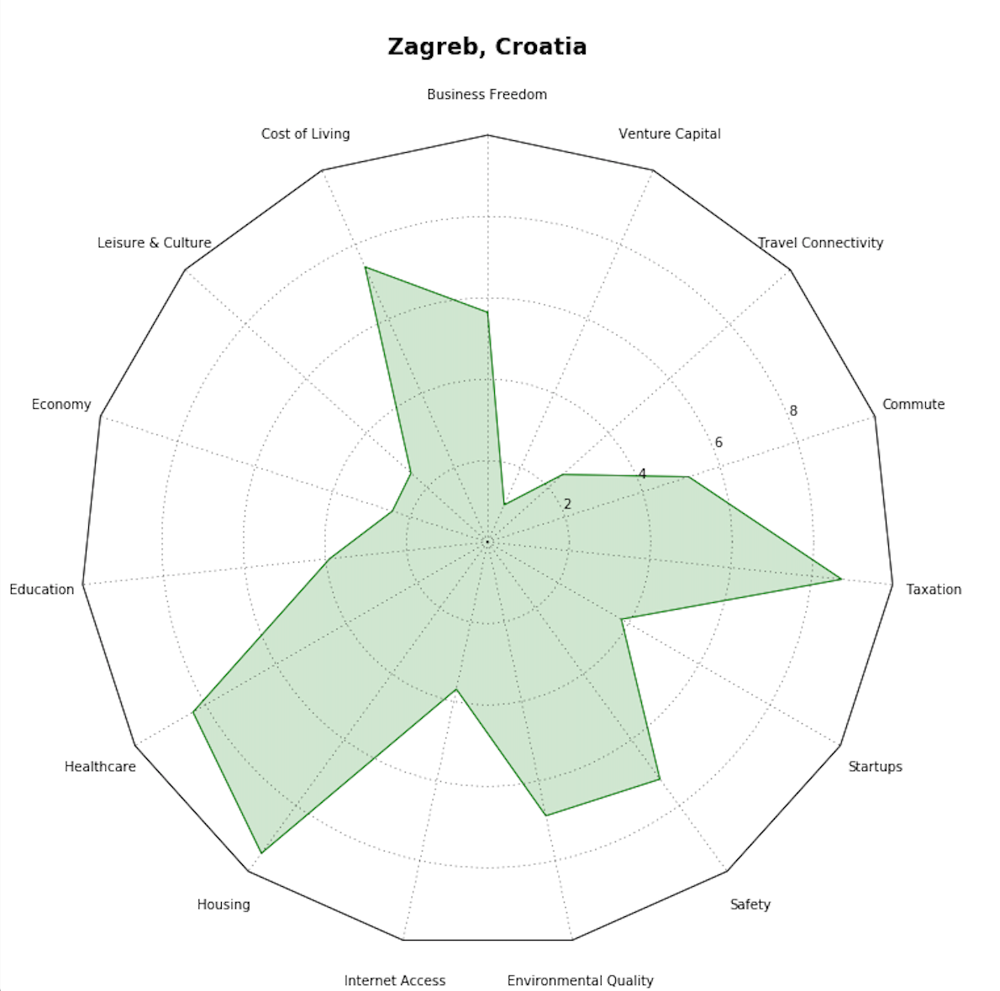 Zagreb, Croatia
Business Freedom
Cost of Living
Venture Capital
Leisure & Culture
Travel Connectivity
Economy
Commute
8
6
4
2
Education
Taxation
Healthcare
Startups
Housing
Safety
Internet Access
Environmental Quality